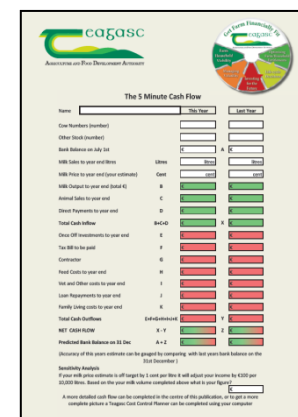 Teagasc
AGRICULTURE AND FOOD DEVELOPMENT AUTHORITY
Get Farm Financially Fit
The 5 Minute Cash Flow
Name This Year Last Year
Cow Numbers (number)
Other Stock (number)
Bank Balance on July 1st € A €
Milk Sales to year end litres Litres litres litres
Milk Price to year end (your estimate) Cent cent cent
Milk Output to year end (total €) B € €
Animal Sales to year end C € €
Direct Payments to year end D € €
Total Cash Inflow B+C+D € X €
Once Off Investments to year end E € €
Tax Bill to be paid F € €
Contractor G € €
Feed Costs to year end H € €
Vet and Other costs to year end I € €
Loan Repayments to year end J € €
Family Living costs to year end K € €
Total Cash Outflows € Y €
NET CASH FLOW X - Y € Z €
Predicted Bank Balance on 31 Dec A + Z € €
(Accuracy of this years estimate can be gauged by comparing with last years bank balance on the
31st December )
Sensitivity Analysis
If your milk price estimate is off target by 1 cent per litre it will adjust your income by €100 per
10,000 litres. Based on the your milk volume completed above what is your figure?
€
A more detailed cash flow can be completed in the centre of this publication, or to get a more
complete picture a Teagasc Cost Control Planner can be completed using your computer